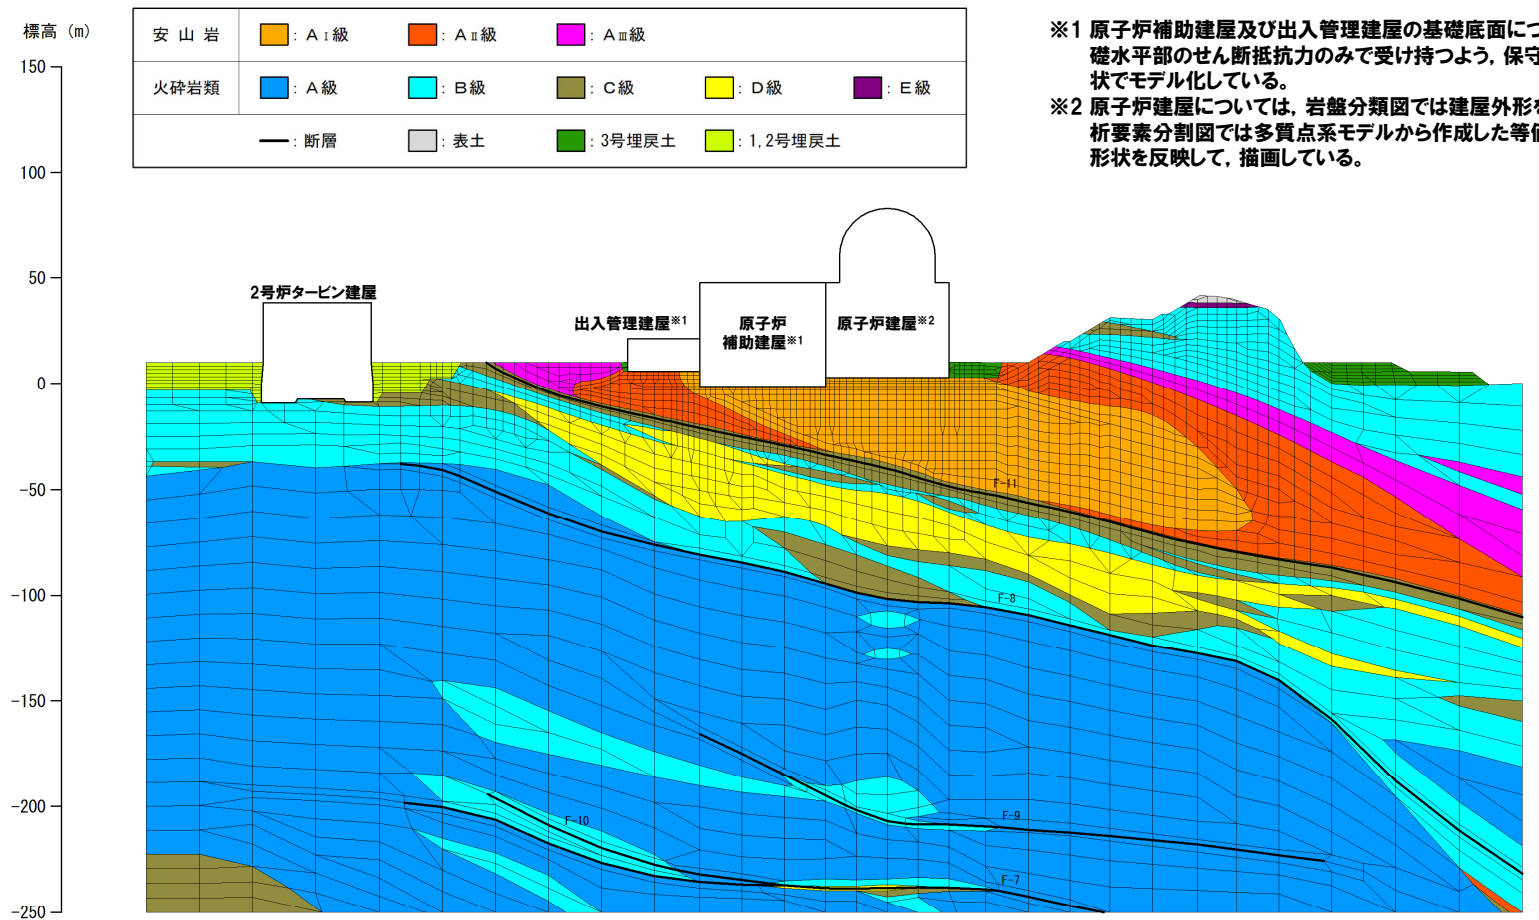 標高（m）
安山岩 ：AⅠ級 ：AⅡ級 ：AⅢ級
火砕岩類 ：A級 ：B級 ：C級 ：D級 ：E級
：断層 ：表土 ：3号埋戻土 ：1,2号埋戻土
※1 原子炉補助建屋及び出入管理建屋の基礎底面につ
礎水平部のせん断抵抗力のみで受け持つよう，保守
状でモデル化している。
※2 原子炉建屋については，岩盤分類図では建屋外形を
析要素分割図では多質点系モデルから作成した等価
形状を反映して，描画している。
150
100
50
0
-50
-100
-150
-200
-250
2号炉タービン建屋
出入管理建屋※1
原子炉
補助建屋※1
原子炉建屋※2
F-11
F-8
F-9
F-10
F-7